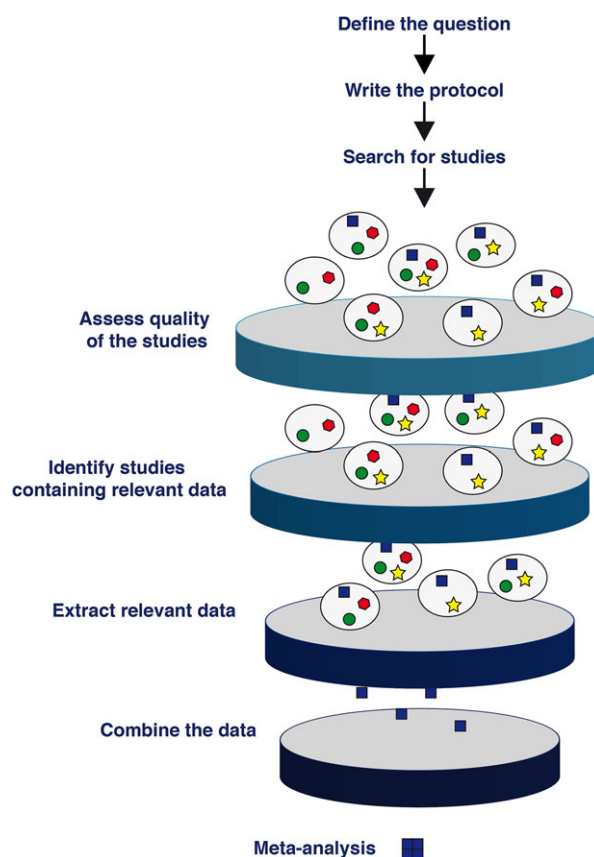 Define the question
Write the protocol
Search for studies
Assess quality
of the studies
Identify studies
containing relevant data
Extract relevant data
Combine the data
Meta-analysis